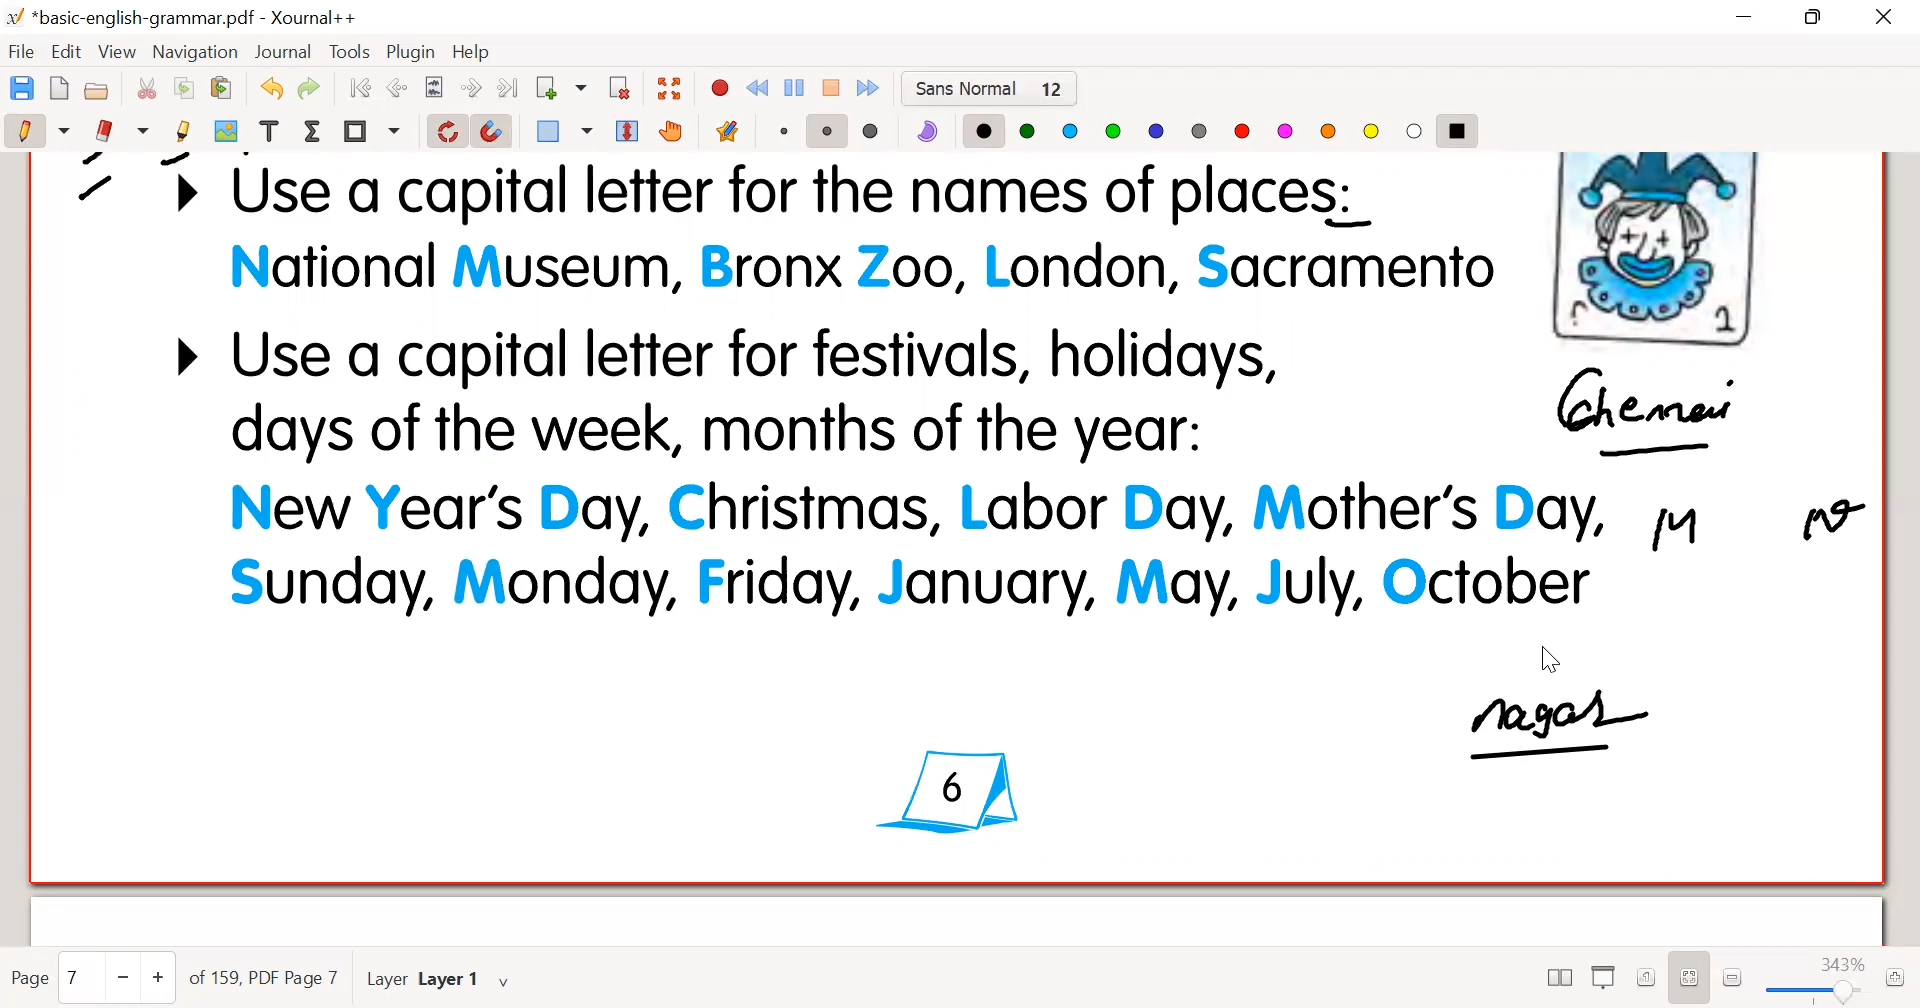 *basic-english-grammar.pdf - Xournal++
File Edit View Navigation Journal Tools Plugin Help
Sans Normal 12
Use a capital letter for the names of places:
National Museum, Bronx Zoo, London, Sacramento
Use a capital letter for festivals, holidays,
days of the week, months of the year:
Chennai
New Year's Day, Christmas, Labor Day, Mother's Day,
M
Sunday, Monday, Friday, January, May, July, October
nagar
6
Page 7 of 159, PDF Page 7 Layer Layer 1 343%